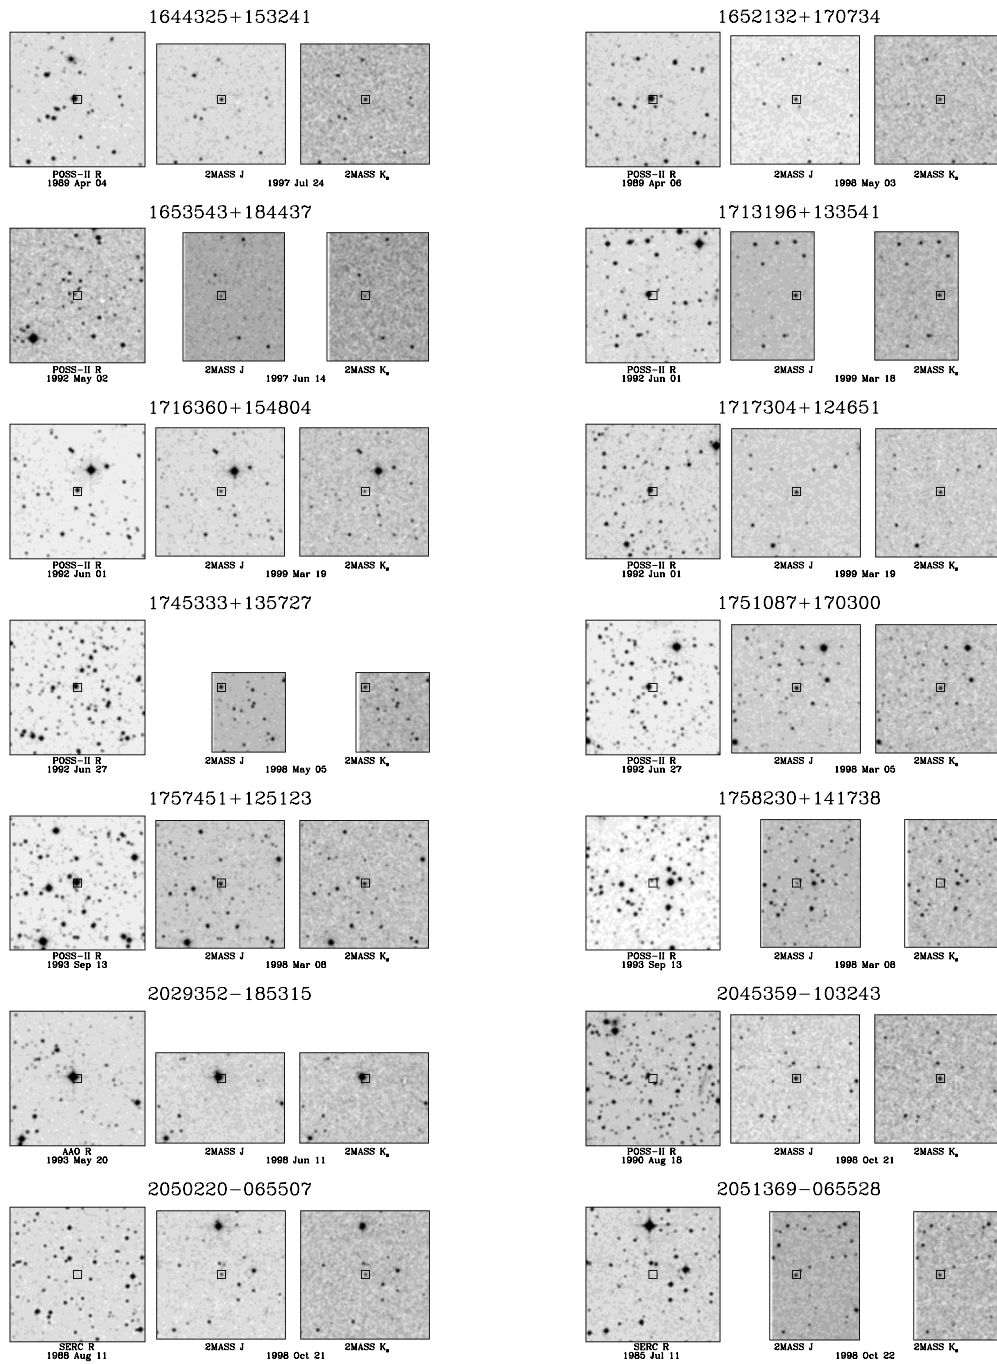 1644325+153241
1652132+170734
POSS-II R 2MASS J 2MASS Ks
1989 Apr 04 1997 Jul 24
POSS-II R 2MASS J 2MASS Ks
1989 Apr 06 1998 May 03
1653543+184437
1713196+133541
POSS-II R 2MASS J 2MASS Ks
1992 May 02 1997 Jun 14
POSS-II R 2MASS J 2MASS Ks
1992 Jun 01 1999 Mar 18
1716360+154804
1717304+124651
POSS-II R 2MASS J 2MASS Ks
1992 Jun 01 1999 Mar 19
POSS-II R 2MASS J 2MASS Ks
1992 Jun 01 1999 Mar 19
1745333+135727
1751087+170300
POSS-II R 2MASS J 2MASS Ks
1992 Jun 27 1998 May 05
POSS-II R 2MASS J 2MASS Ks
1992 Jun 27 1998 Mar 05
1757451+125123
1758230+141738
POSS-II R 2MASS J 2MASS Ks
1993 Sep 13 1998 Mar 08
POSS-II R 2MASS J 2MASS Ks
1993 Sep 13 1998 Mar 08
2029352-185315
2045359-103243
AAO R 2MASS J 2MASS Ks
1993 May 20 1998 Jun 11
POSS-II R 2MASS J 2MASS Ks
1990 Aug 18 1998 Oct 21
2050220-065507
2051369-065528
SERC R 2MASS J 2MASS Ks
1988 Aug 11 1998 Oct 21
SERC R 2MASS J 2MASS Ks
1985 Jul 11 1998 Oct 22